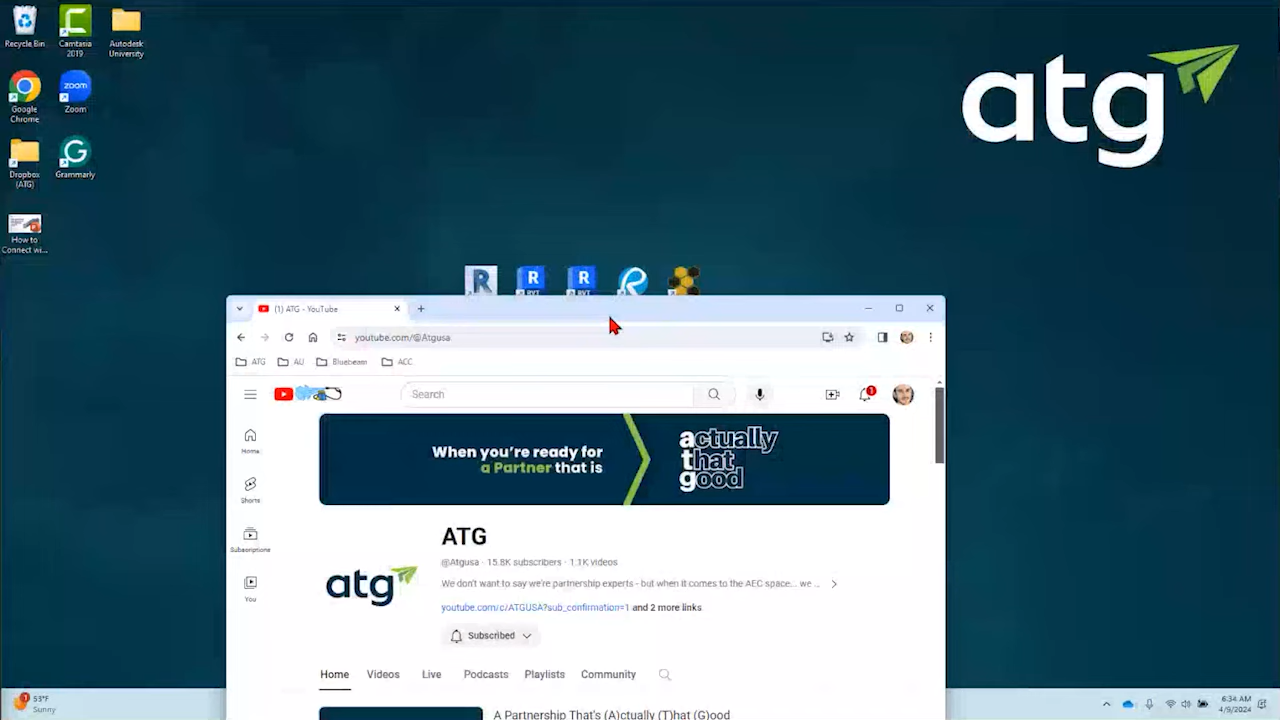 Recycle Bin
Camtasia
2019
Autodesk
University
Google
Chrome
zoom
Zoom
Dropbox
(ATG)
Grammarly
How to
Connect wi...
atg
R
R
RVT
R
RVT
(1) ATG - YouTube
youtube.com/@Atgusa
ATG
AU
Bluebeam
ACC
Search
1
Home
Shorts
Subscriptions
You
When you're ready for
a Partner that is
actually
that
good
ATG
@Atgusa · 15.8K subscribers · 1.1K videos
We don't want to say we're partnership experts - but when it comes to the AEC space... we ...
atg
youtube.com/c/ATGUSA?sub_confirmation=1 and 2 more links
Subscribed
Home
Videos
Live
Podcasts
Playlists
Community
A Partnership That's (A)ctually (T)hat (G)ood
1
53°F
Sunny
6:34 AM
4/9/2024